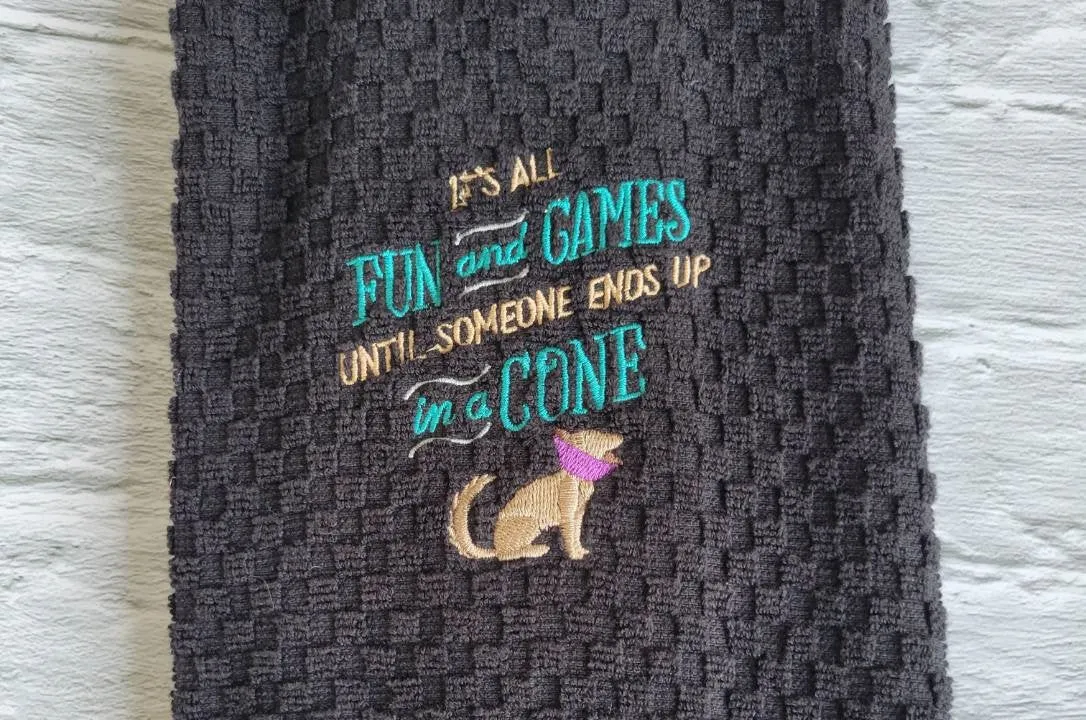 IT'S ALL
FUN and GAMES
UNTIL SOMEONE ENDS UP
in a CONE